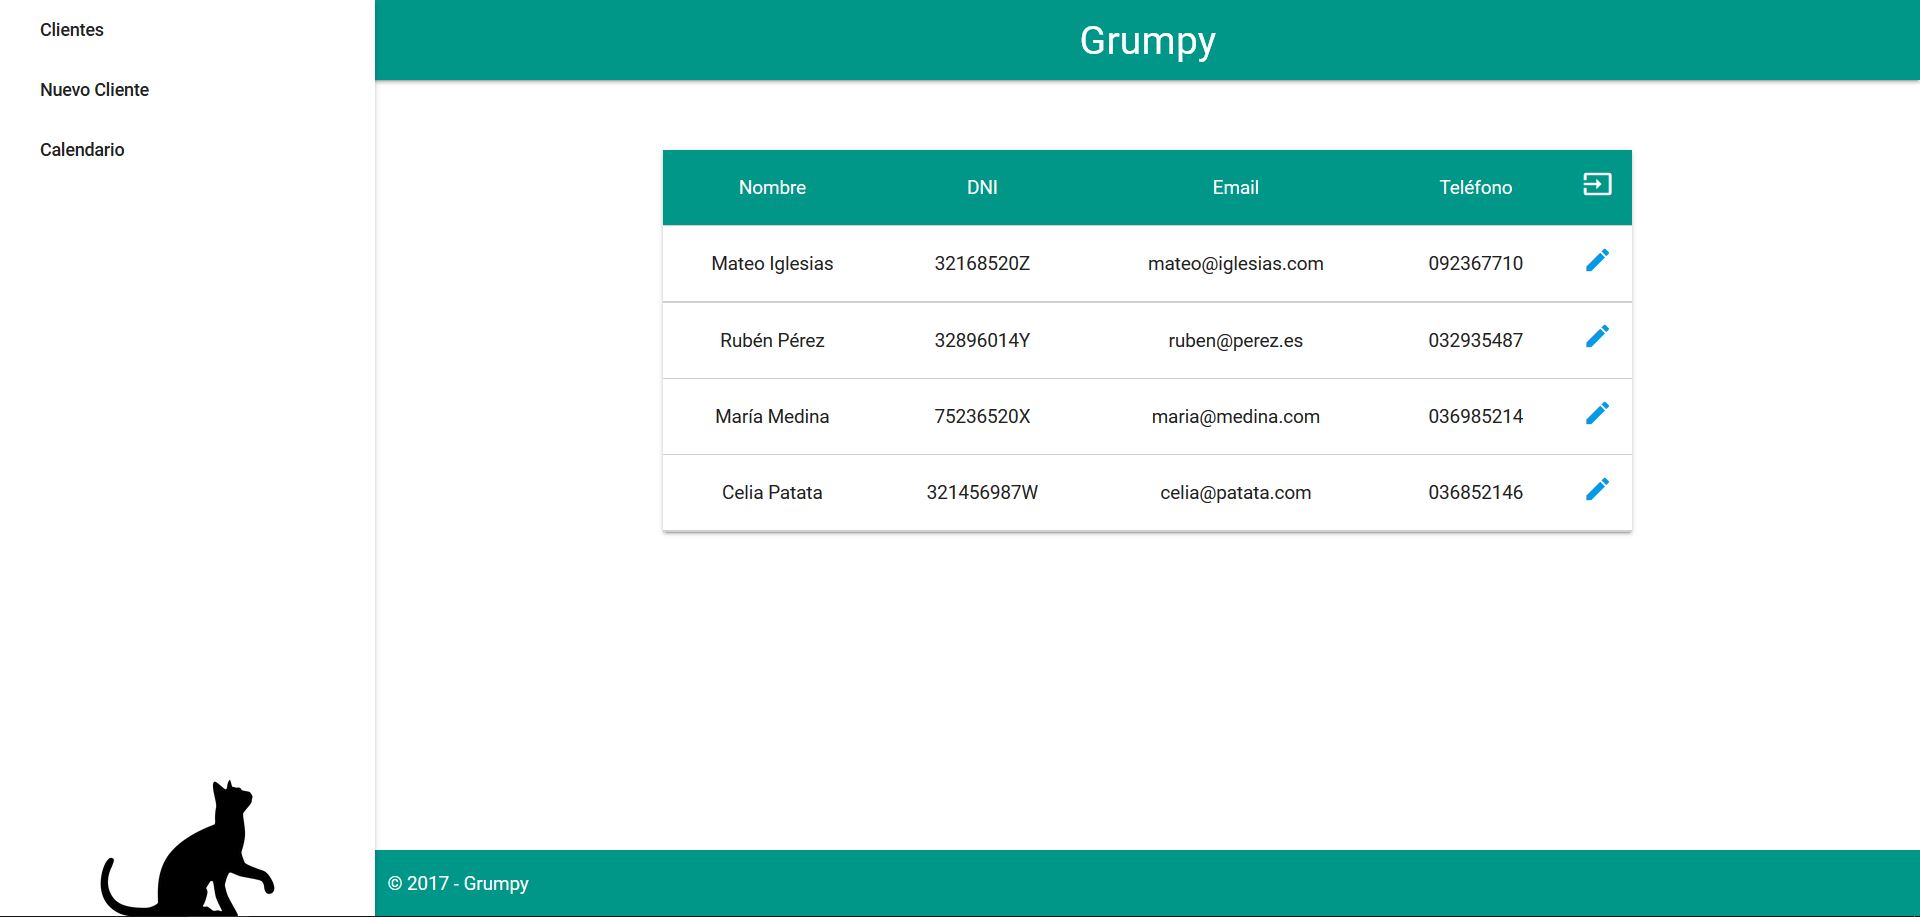 Clientes
Nuevo Cliente
Calendario
Grumpy
Nombre DNI Email Teléfono
Mateo Iglesias 32168520Z mateo@iglesias.com 092367710
Rubén Pérez 32896014Y ruben@perez.es 032935487
María Medina 75236520X maria@medina.com 036985214
Celia Patata 321456987W celia@patata.com 036852146
© 2017 - Grumpy